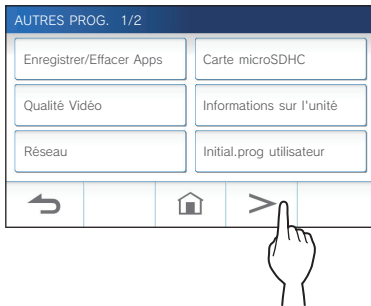 AUTRES PROG. 1/2
Enregistrer/Effacer Apps
Carte microSDHC
Qualité Vidéo
Informations sur l'unité
Réseau
Initial.prog utilisateur